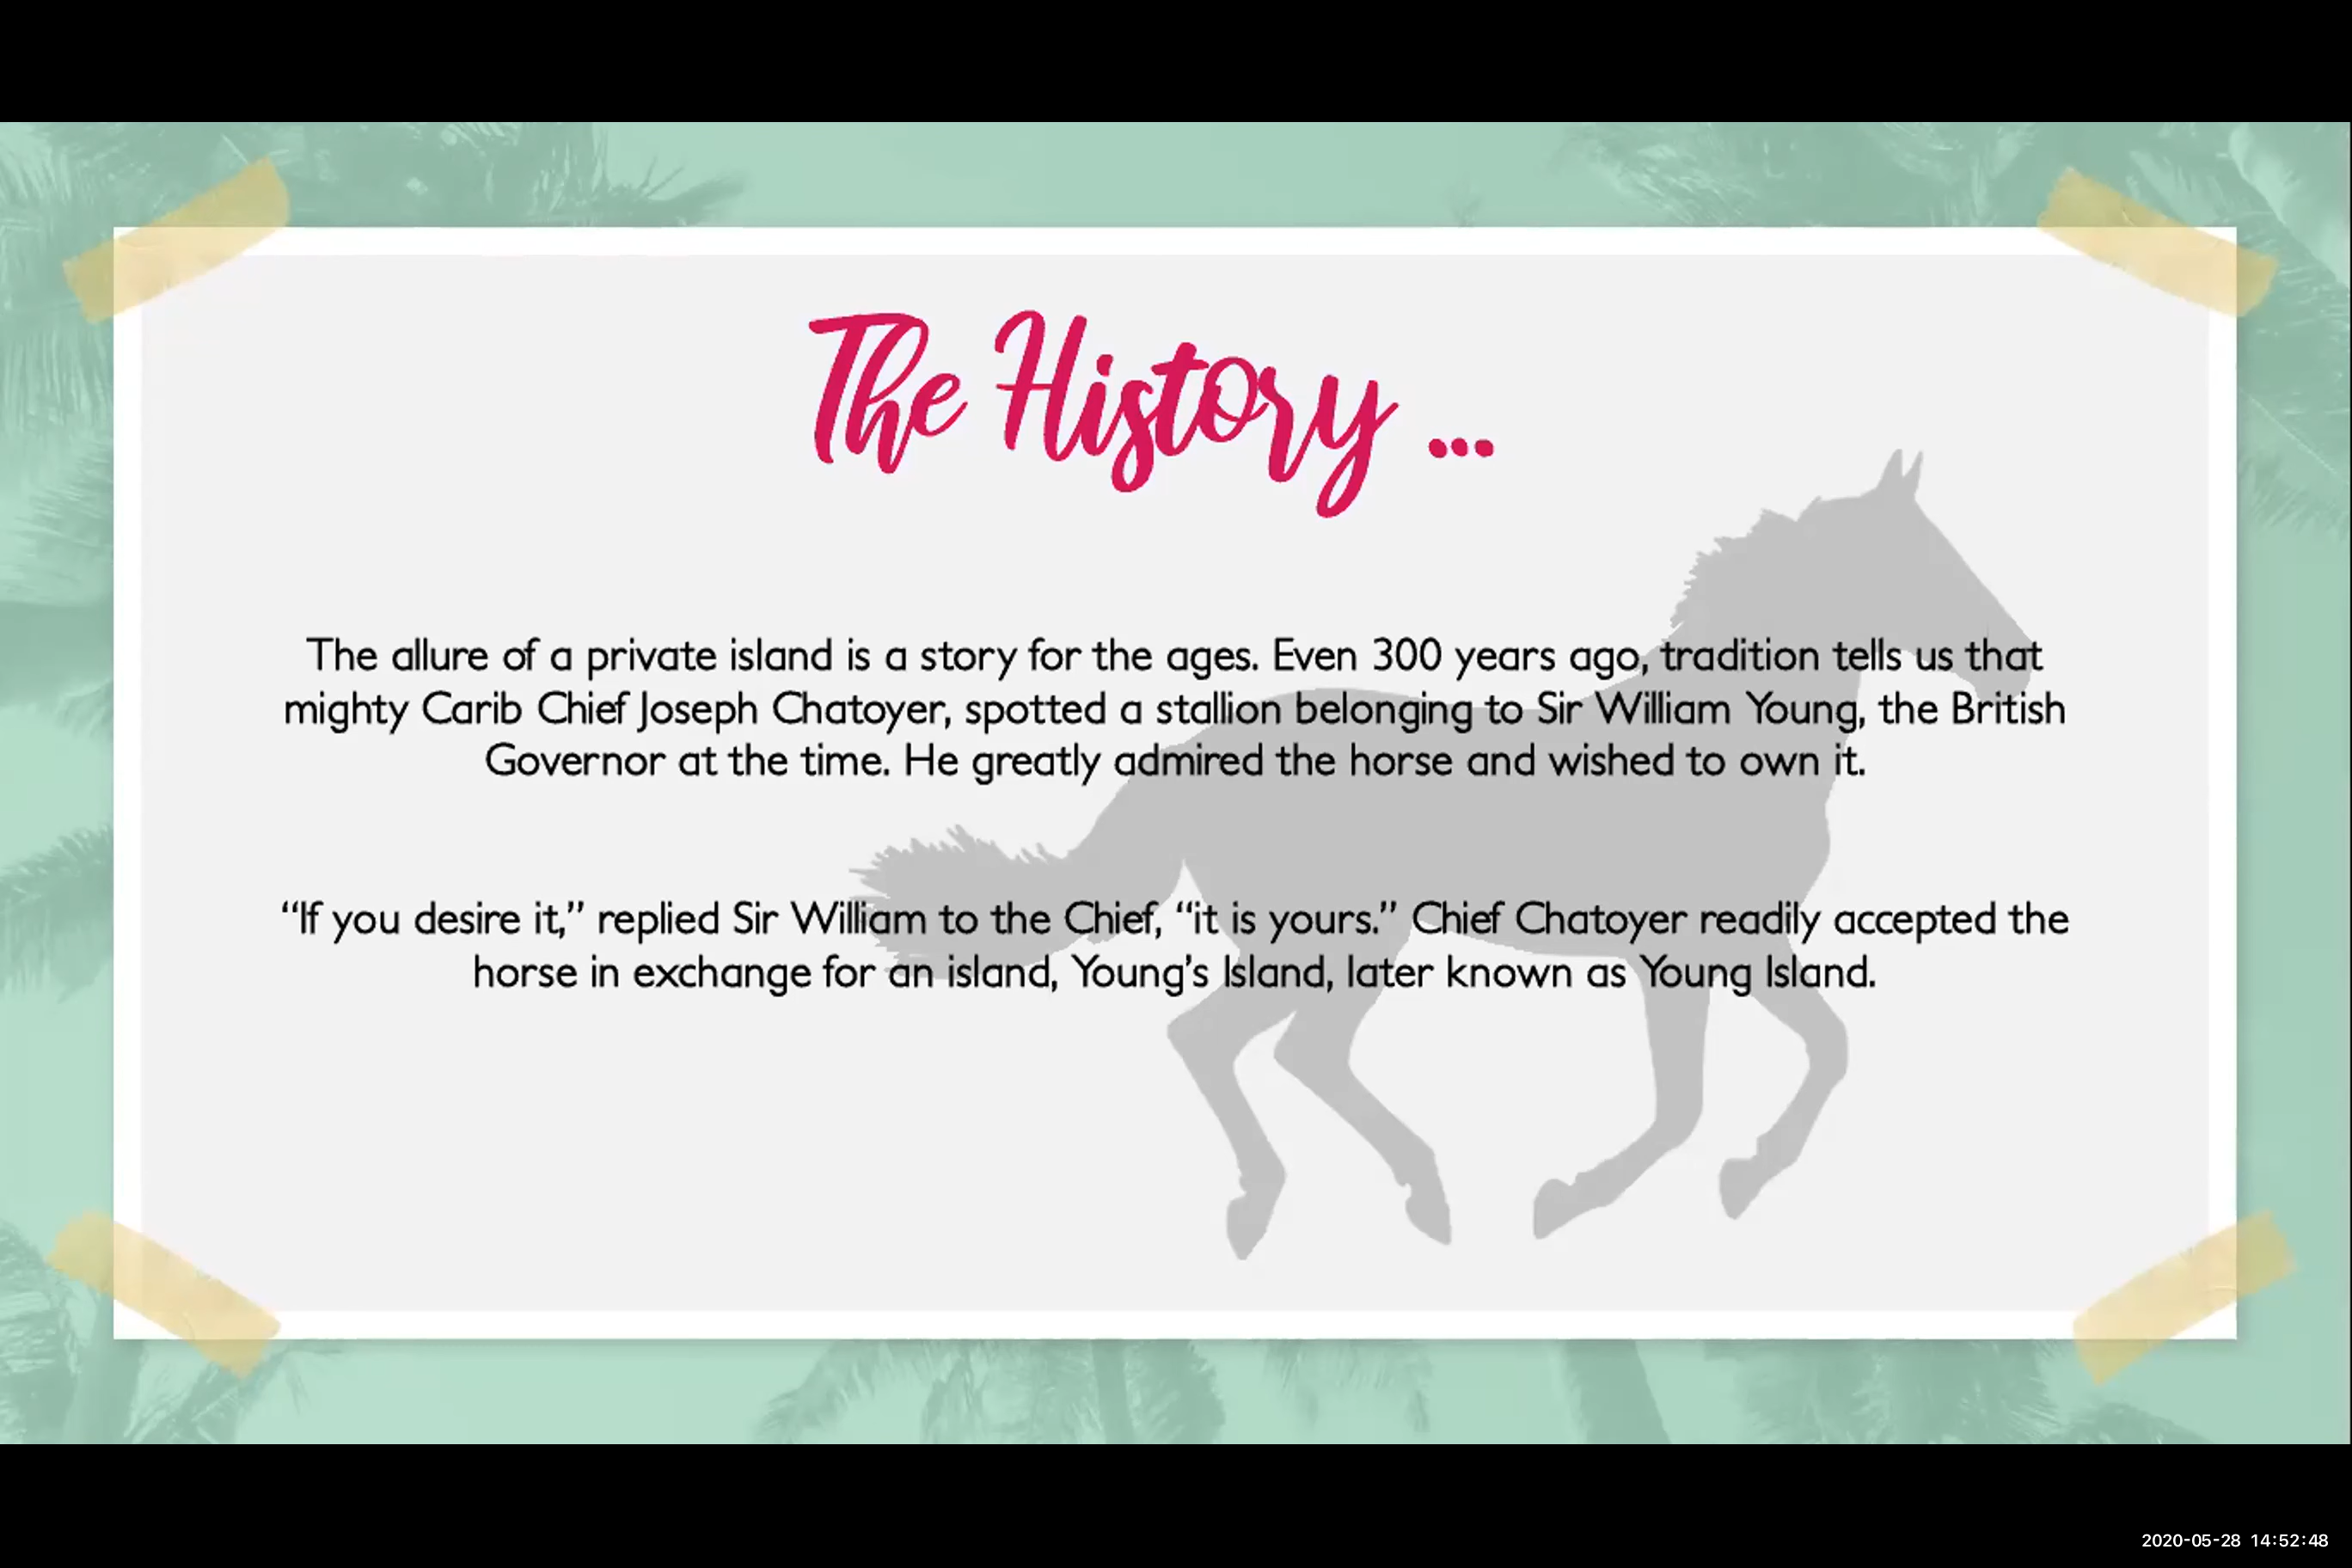 The History ...
The allure of a private island is a story for the ages. Even 300 years ago, tradition tells us that
mighty Carib Chief Joseph Chatoyer, spotted a stallion belonging to Sir William Young, the British
Governor at the time. He greatly admired the horse and wished to own it.
“If you desire it,” replied Sir William to the Chief, “it is yours.” Chief Chatoyer readily accepted the
horse in exchange for an island, Young’s Island, later known as Young Island.
2020-05-28 14:52:48